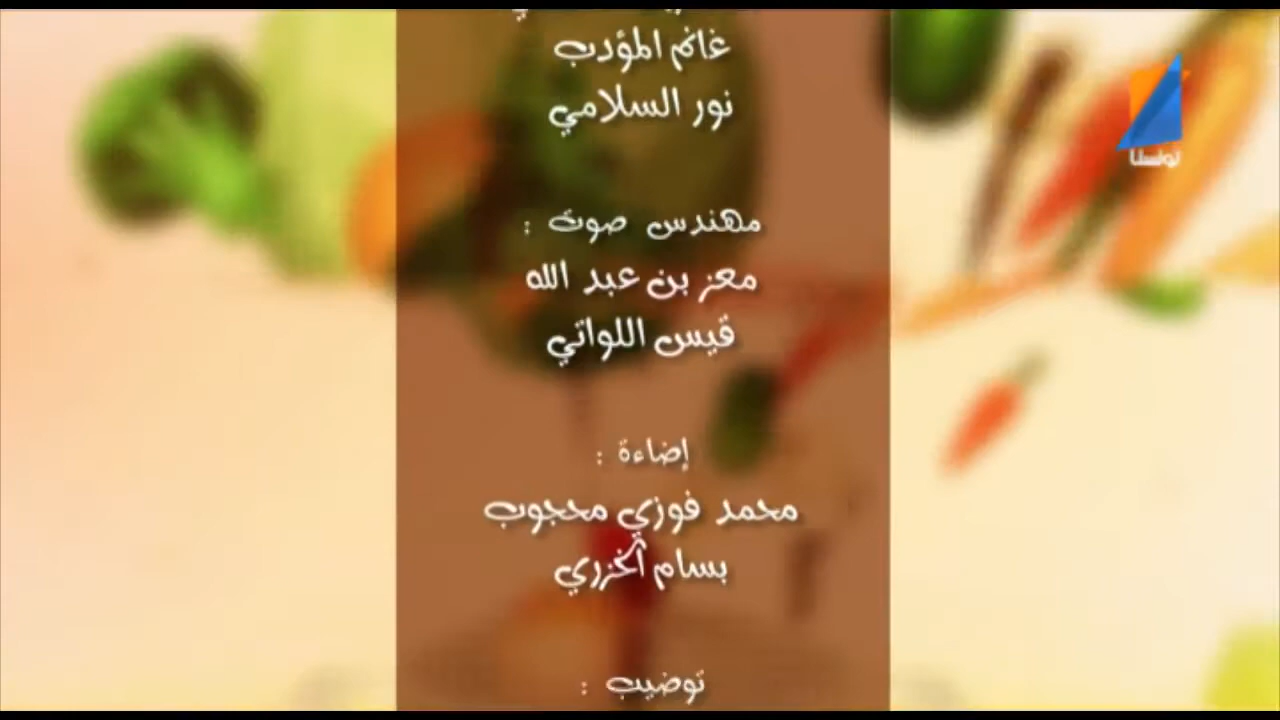 غانم المؤدب
نور السلامي
تونسنا
مهندس صوت :
معز بن عبد الله
قيس اللواتي
إضاءة :
محمد فوزي محجوب
بسام الخزري
توضيب :